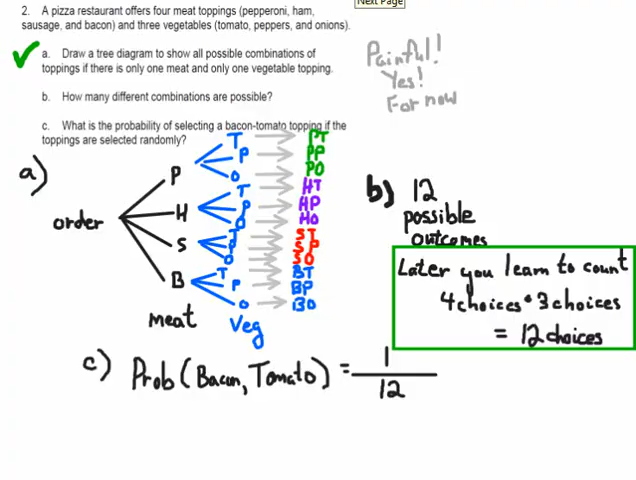 Next Page
2. A pizza restaurant offers four meat toppings (pepperoni, ham,
sausage, and bacon) and three vegetables (tomato, peppers, and onions).
a. Draw a tree diagram to show all possible combinations of
toppings if there is only one meat and only one vegetable topping.
b. How many different combinations are possible?
c. What is the probability of selecting a bacon-tomato topping if the
toppings are selected randomly?
Painful!
Yes!
For now
a)
order
P
H
S
B
Meat
T
P
O
T
P
O
T
P
O
T
P
O
Veg
PT
PP
PO
HT
HP
HO
ST
SP
SO
BT
BP
BO
b) 12
possible
outcomes
Later you learn to count
4 choices • 3 choices
= 12 choices
c) Prob (Bacon, Tomato) = 1
12